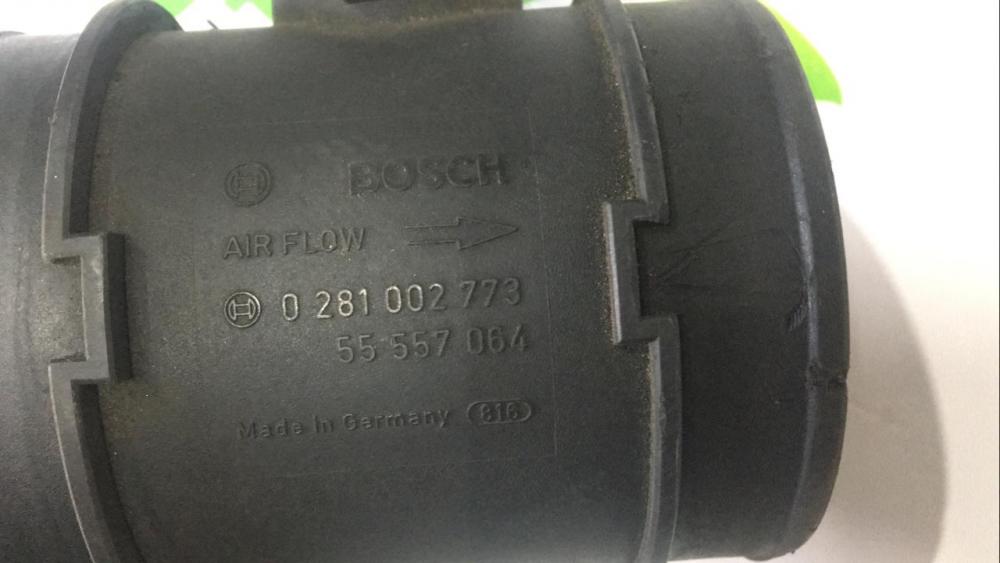 BOSCH
AIR FLOW
0 281 002 773
55 557 064
Made in Germany 816